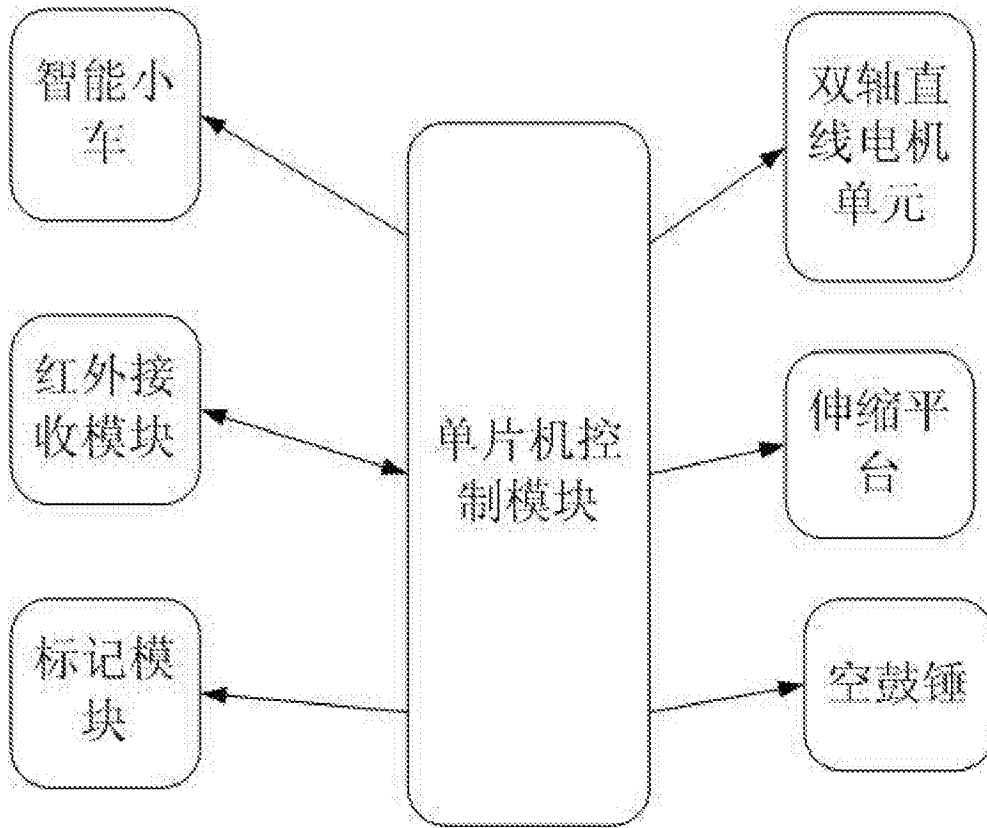 智能小
车
红外接
收模块
标记模
块
单片机控
制模块
双轴直
线电机
单元
伸缩平
台
空鼓锤